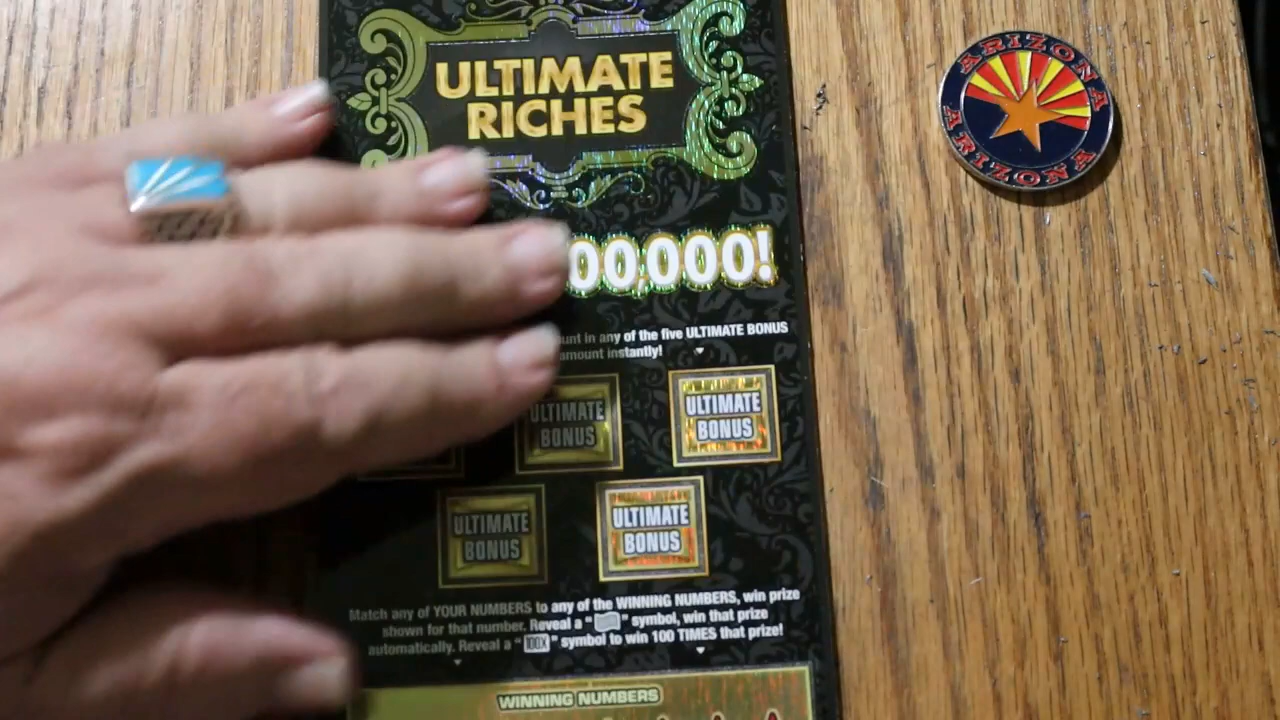 ULTIMATE
RICHES
ARIZONA
ARIZONA
00,000!
in any of the five ULTIMATE BONUS
amount instantly!
ULTIMATE
BONUS
ULTIMATE
BONUS
ULTIMATE
BONUS
ULTIMATE
BONUS
Match any of YOUR NUMBERS to any of the WINNING NUMBERS, win prize
shown for that number. Reveal a " " symbol, win that prize
automatically. Reveal a "100X" symbol to win 100 TIMES that prize!
WINNING NUMBERS